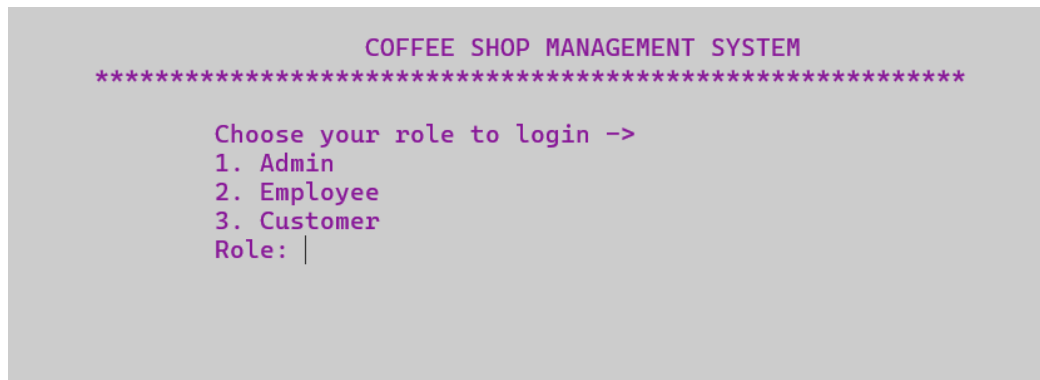 COFFEE SHOP MANAGEMENT SYSTEM
**********************************************************
Choose your role to login ->
1. Admin
2. Employee
3. Customer
Role: